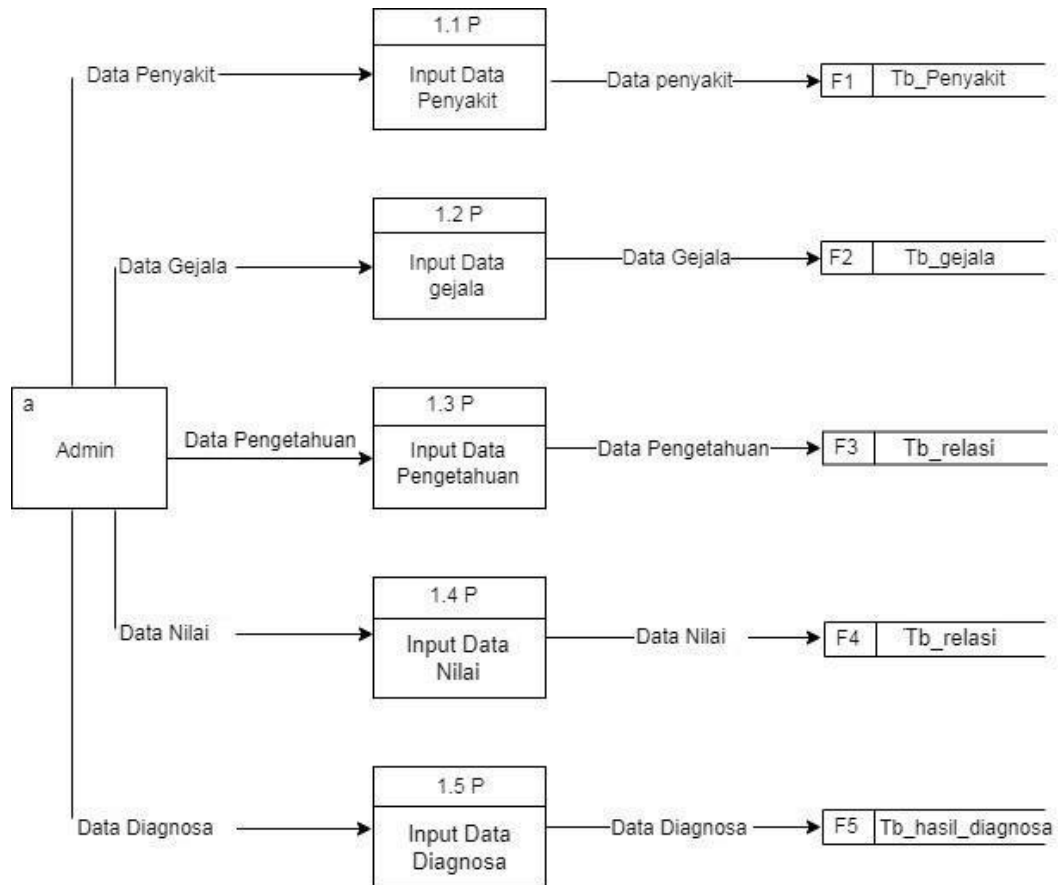 1.1 P
Data Penyakit
Input Data
Penyakit
Data penyakit
F1
Tb_Penyakit
1.2 P
Data Gejala
Input Data
gejala
Data Gejala
F2
Tb_gejala
a
Admin
1.3 P
Data Pengetahuan
Input Data
Pengetahuan
Data Pengetahuan
F3
Tb_relasi
1.4 P
Data Nilai
Input Data
Nilai
Data Nilai
F4
Tb_relasi
1.5 P
Data Diagnosa
Input Data
Diagnosa
Data Diagnosa
F5
Tb_hasil_diagnosa